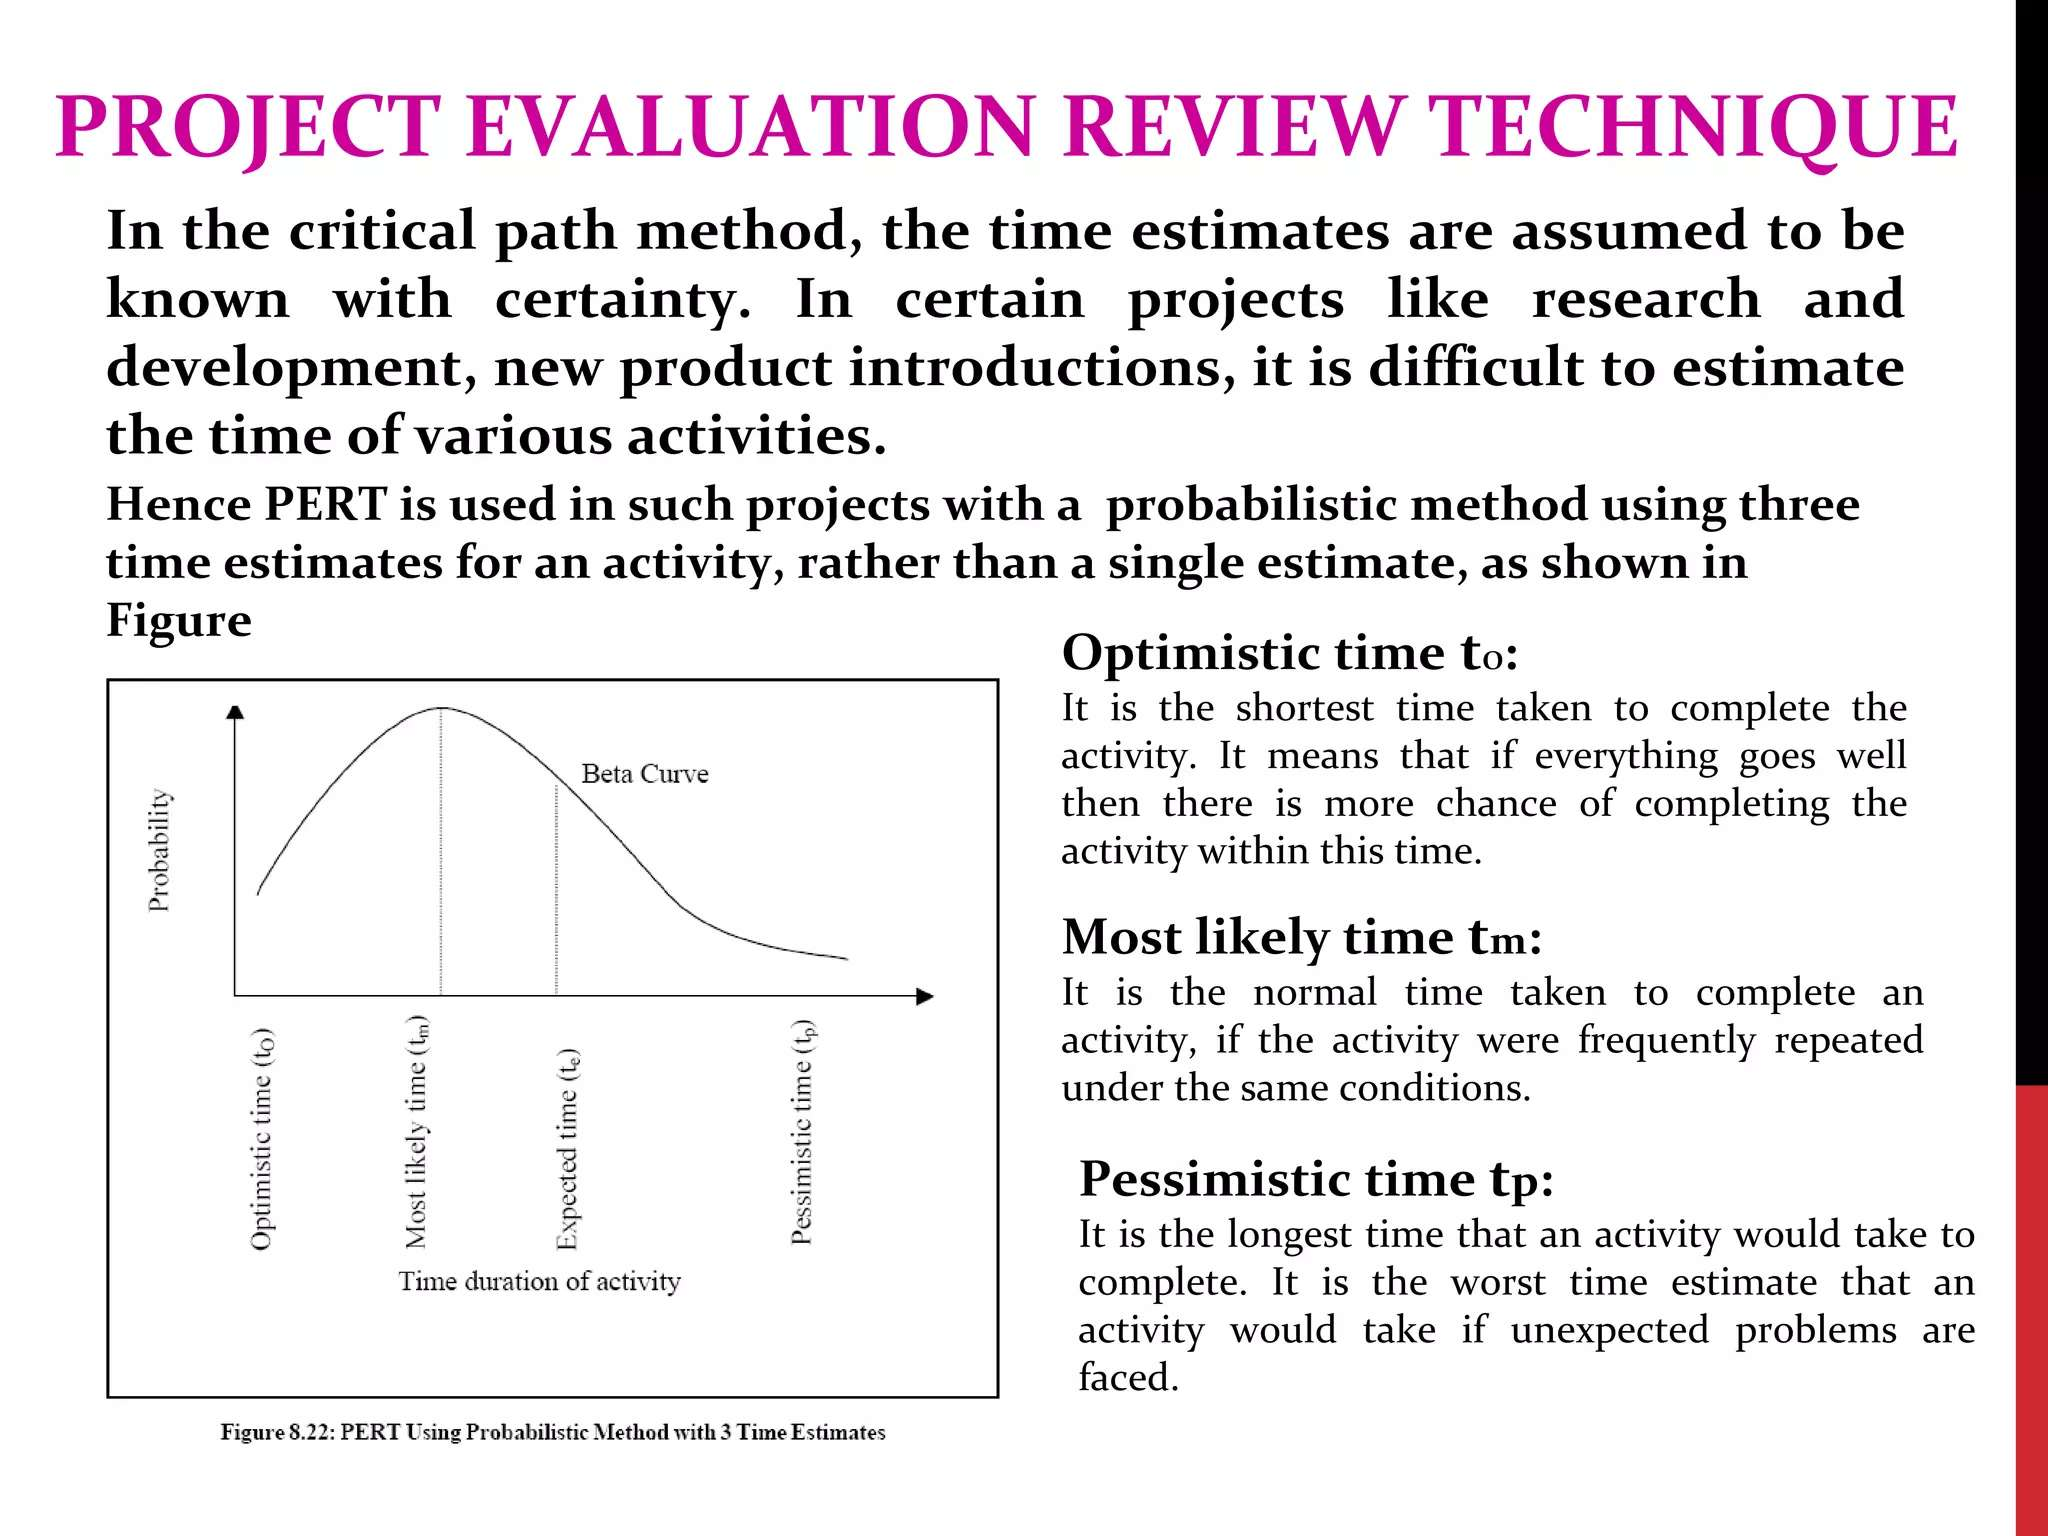 PROJECT EVALUATION REVIEW TECHNIQUE
In the critical path method, the time estimates are assumed to be
known with certainty. In certain projects like research and
development, new product introductions, it is difficult to estimate
the time of various activities.
Hence PERT is used in such projects with a probabilistic method using three
time estimates for an activity, rather than a single estimate, as shown in
Figure
Probability
Beta Curve
Optimistic time (tO)
Most likely time (tm)
Expected time (te)
Pessimistic time (tp)
Time duration of activity
Figure 8.22: PERT Using Probabilistic Method with 3 Time Estimates
Optimistic time to:
It is the shortest time taken to complete the
activity. It means that if everything goes well
then there is more chance of completing the
activity within this time.
Most likely time tm:
It is the normal time taken to complete an
activity, if the activity were frequently repeated
under the same conditions.
Pessimistic time tp:
It is the longest time that an activity would take to
complete. It is the worst time estimate that an
activity would take if unexpected problems are
faced.